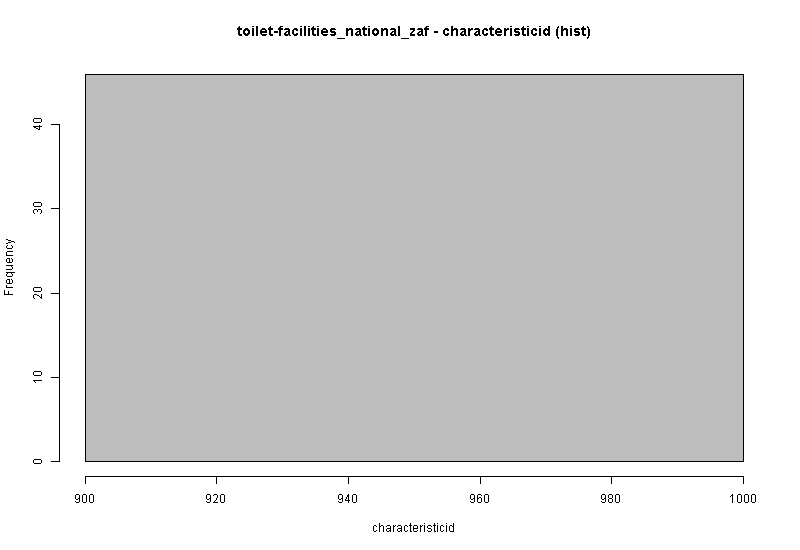 toilet-facilities_national_zaf - characteristicid (hist)
Frequency
40
30
20
10
0
900 920 940 960 980 1000
characteristicid